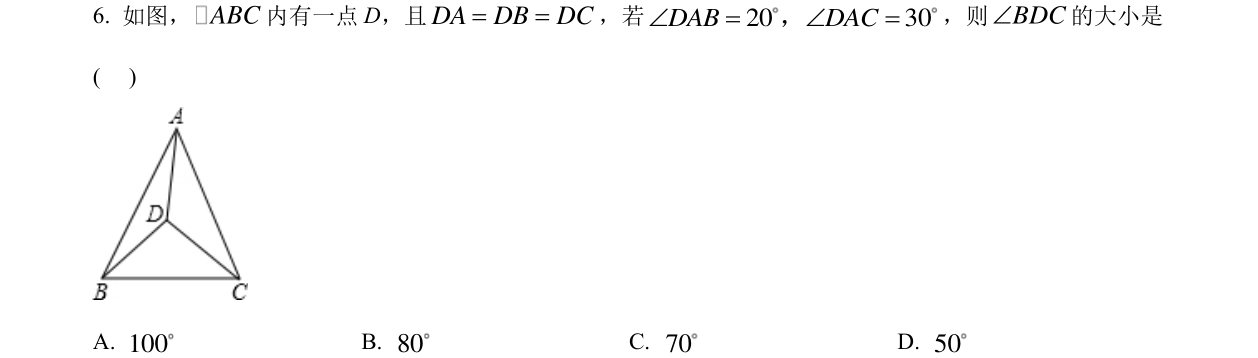 6. 如图，□ABC 内有一点 D，且 DA = DB = DC，若 ∠DAB = 20°，∠DAC = 30°，则 ∠BDC 的大小是
( )
A
D
B C
A. 100° B. 80° C. 70° D. 50°